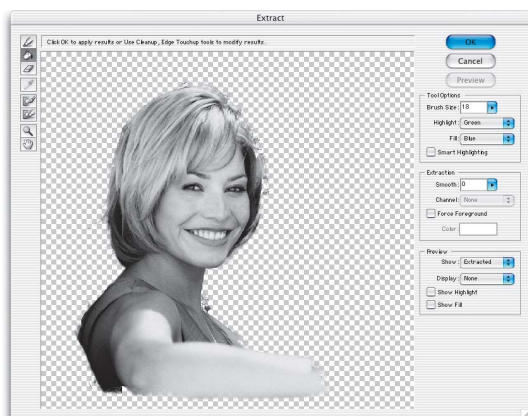 Extract
Click OK to apply results or Use Cleanup, Edge Touchup tools to modify results.
OK
Cancel
Preview
Tool Options
Brush Size: 18
Highlight: Green
Fill: Blue
Smart Highlighting
Extraction
Smooth: 0
Channel: None
Force Foreground
Color:
Preview
Show: Extracted
Display: None
Show Highlight
Show Fill